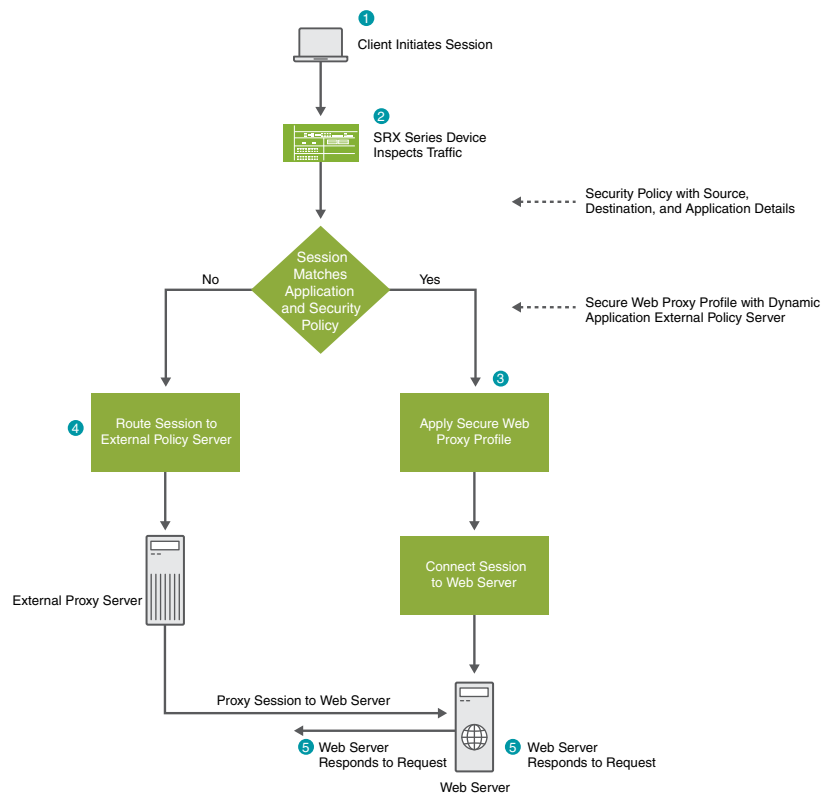 1
Client Initiates Session
2
SRX Series Device
Inspects Traffic
Security Policy with Source,
Destination, and Application Details
Session
Matches
Application
and Security
Policy
No
Yes
Secure Web Proxy Profile with Dynamic
Application External Policy Server
3
4
Route Session to
External Policy Server
Apply Secure Web
Proxy Profile
Connect Session
to Web Server
External Proxy Server
Proxy Session to Web Server
5 Web Server
Responds to Request
5 Web Server
Responds to Request
Web Server